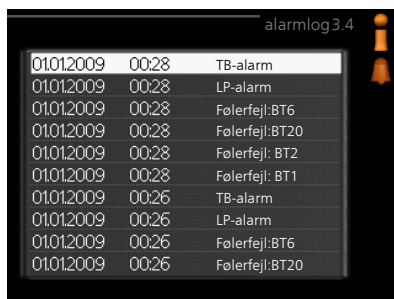 alarmlog 3.4
01.01.2009 00:28 TB-alarm
01.01.2009 00:28 LP-alarm
01.01.2009 00:28 Følerfejl:BT6
01.01.2009 00:28 Følerfejl:BT20
01.01.2009 00:28 Følerfejl: BT2
01.01.2009 00:28 Følerfejl: BT1
01.01.2009 00:26 TB-alarm
01.01.2009 00:26 LP-alarm
01.01.2009 00:26 Følerfejl:BT6
01.01.2009 00:26 Følerfejl:BT20